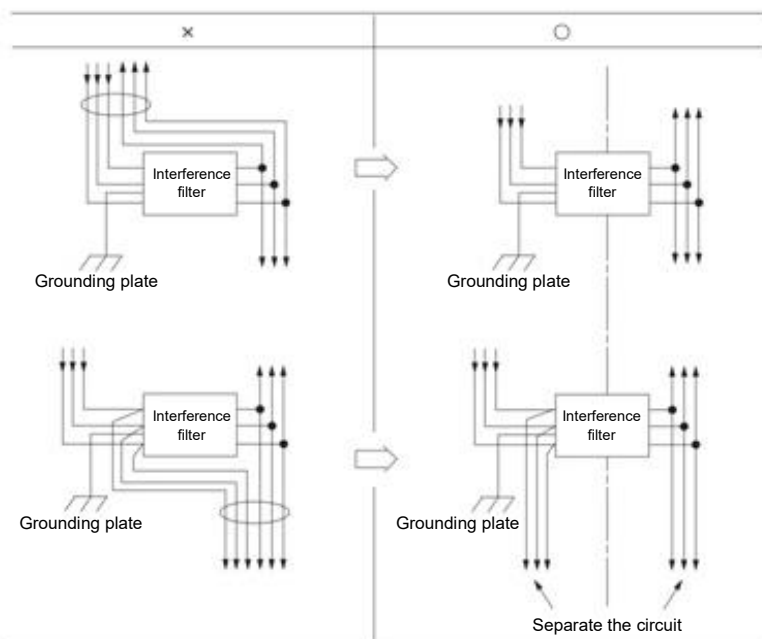 × ○
Interference
filter
Grounding plate
Interference
filter
Grounding plate
Interference
filter
Grounding plate
Interference
filter
Grounding plate
Separate the circuit